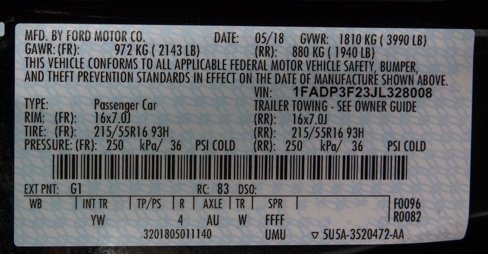 MFD. BY FORD MOTOR CO. DATE: 05/18 GVWR: 1810 KG ( 3990 LB)
GAWR: (FR): 972 KG ( 2143 LB) (RR): 880 KG ( 1940 LB)
THIS VEHICLE CONFORMS TO ALL APPLICABLE FEDERAL MOTOR VEHICLE SAFETY, BUMPER,
AND THEFT PREVENTION STANDARDS IN EFFECT ON THE DATE OF MANUFACTURE SHOWN ABOVE.
VIN: 1FADP3F23JL328008
TYPE: Passenger Car TRAILER TOWING - SEE OWNER GUIDE
RIM: (FR): 16x7.0J (RR): 16x7.0J
TIRE: (FR): 215/55R16 93H (RR): 215/55R16 93H
PRESSURE: (FR): 250 kPa/ 36 PSI COLD (RR): 250 kPa/ 36 PSI COLD
EXT PNT: G1 RC: 83 DSO:
WB INT TR TP/PS R AXLE TR SPR F0096
YW 4 AU W FFFF R0082
3201805011140 UMU ▽ 5U5A-3520472-AA